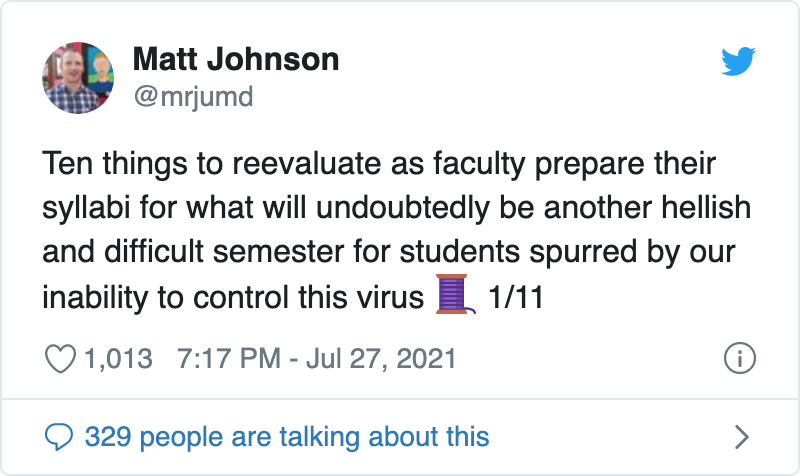 Matt Johnson
@mrjumd
Ten things to reevaluate as faculty prepare their
syllabi for what will undoubtedly be another hellish
and difficult semester for students spurred by our
inability to control this virus 🧵 1/11
1,013 7:17 PM - Jul 27, 2021
329 people are talking about this